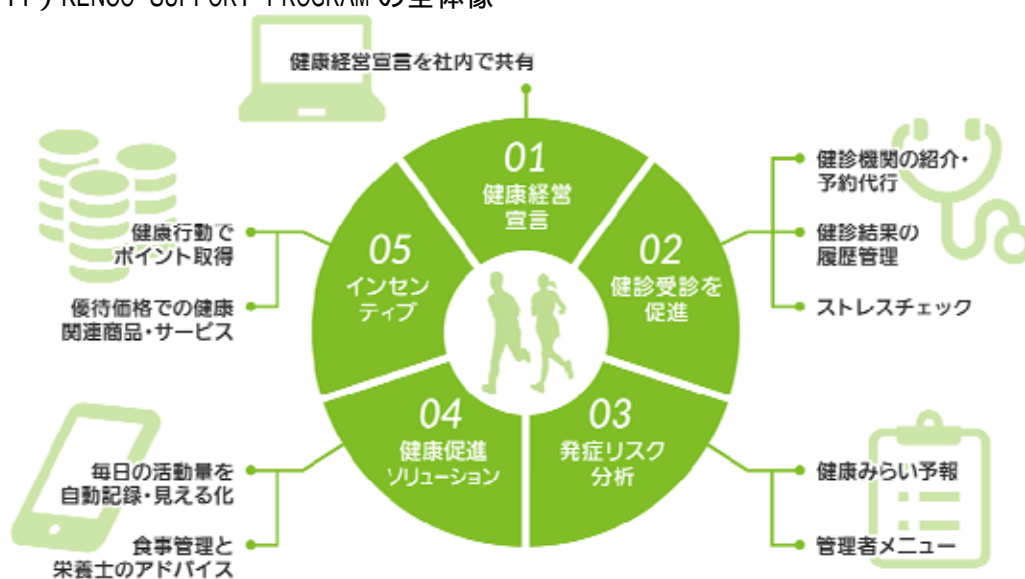 KENCO SUPPORT PROGRAM の全体像
健康経営宣言を社内で共有
01
健康経営
宣言
02
健診受診を
促進
健診機関の紹介・
予約代行
健診結果の
履歴管理
ストレスチェック
03
発症リスク
分析
健康みらい予報
管理者メニュー
04
健康促進
ソリューション
毎日の活動量を
自動記録・見える化
食事管理と
栄養士のアドバイス
05
インセン
ティブ
健康行動で
ポイント取得
優待価格での健康
関連商品・サービス